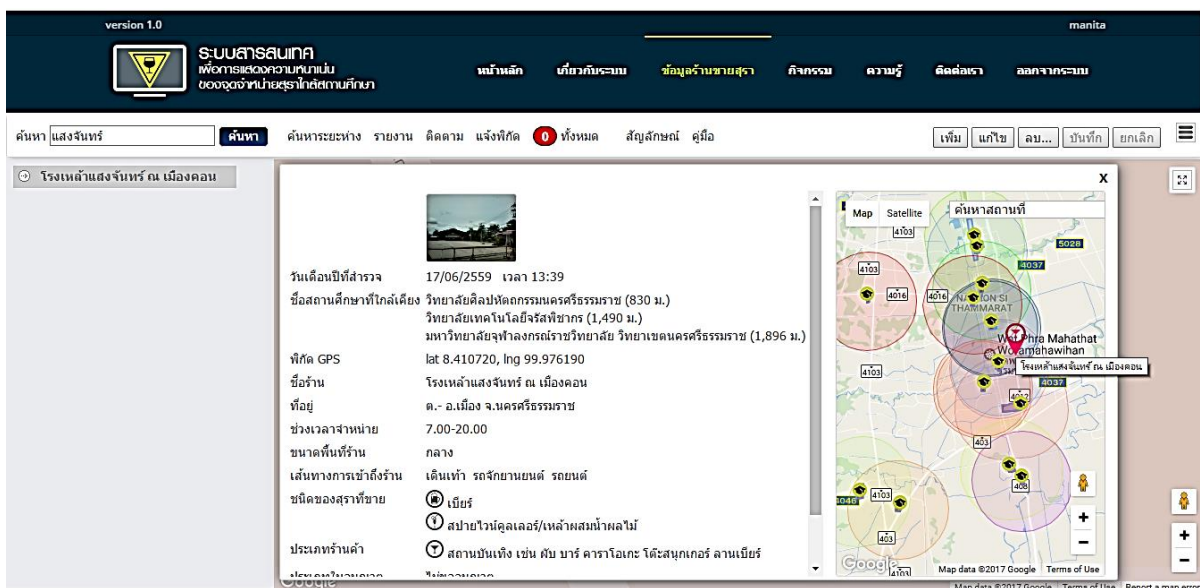 version 1.0
manita
ระบบสารสนเทศ
เพื่อการแสดงความหนาแน่น
ของจุดจำหน่ายสุราใกล้สถานศึกษา
หน้าหลัก เกี่ยวกับระบบ ข้อมูลร้านขายสุรา กิจกรรม ความรู้ ติดต่อเรา ออกจากระบบ
ค้นหา แสงจันทร์ ค้นหา ค้นหาระยะห่าง รายงาน ติดตาม แจ้งพิกัด 0 ทั้งหมด สัญลักษณ์ คู่มือ เพิ่ม แก้ไข ลบ... บันทึก ยกเลิก
โรงเหล้าแสงจันทร์ ณ เมืองคอน
x
วันเดือนปีที่สำรวจ 17/06/2559 เวลา 13:39
ชื่อสถานศึกษาที่ใกล้เคียง วิทยาลัยศิลปหัตถกรรมนครศรีธรรมราช (830 ม.)
วิทยาลัยเทคโนโลยีจรัสพิชากร (1,490 ม.)
มหาวิทยาลัยจุฬาลงกรณ์ราชวิทยาลัย วิทยาเขตนครศรีธรรมราช (1,896 ม.)
พิกัด GPS lat 8.410720, lng 99.976190
ชื่อร้าน โรงเหล้าแสงจันทร์ ณ เมืองคอน
ที่อยู่ ต.- อ.เมือง จ.นครศรีธรรมราช
ช่วงเวลาจำหน่าย 7.00-20.00
ขนาดพื้นที่ร้าน กลาง
เส้นทางการเข้าถึงร้าน เดินเท้า รถจักยานยนต์ รถยนต์
ชนิดของสุราที่ขาย เบียร์
สปายไวน์คูลเลอร์/เหล้าผสมน้ำผลไม้
ประเภทร้านค้า สถานบันเทิง เช่น ผับ บาร์ คาราโอเกะ โต๊ะสนุกเกอร์ ลานเบียร์
ประเภทใบอนุญาต ไม่ขออนุญาต
Map Satellite ค้นหาสถานที่
4103
5028
4037
4103
4016
4016
NAKHON SI
THAMMARAT
Wat Phra Mahathat
Woramahawihan
โรงเหล้าแสงจันทร์ ณ เมืองคอน
4103
4037
4012
403
408
4046
4103
403
4103
+
−
Google
Map data ©2017 Google Terms of Use
+
−
Google
Map data ©2017 Google Terms of Use Report a map error